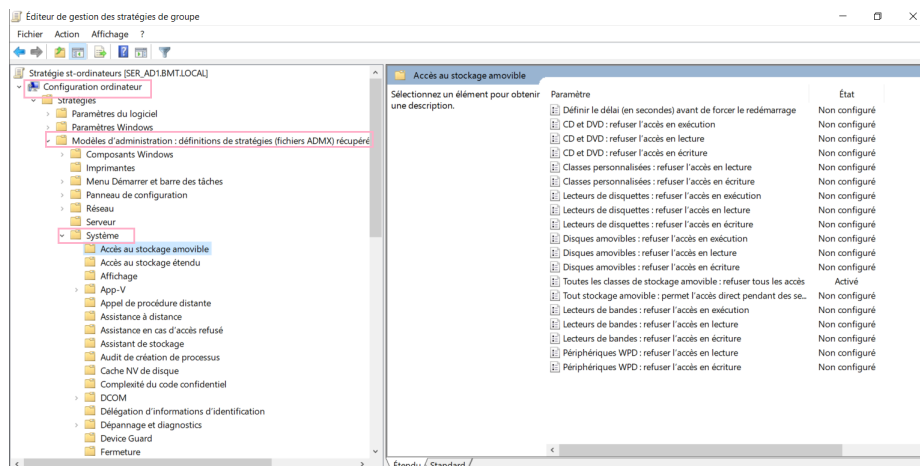 Éditeur de gestion des stratégies de groupe
Fichier Action Affichage ?
Stratégie st-ordinateurs [SER_AD1.BMT.LOCAL]
Configuration ordinateur
Stratégies
Paramètres du logiciel
Paramètres Windows
Modèles d'administration : définitions de stratégies (fichiers ADMX) récupéré
Composants Windows
Imprimantes
Menu Démarrer et barre des tâches
Panneau de configuration
Réseau
Serveur
Système
Accès au stockage amovible
Accès au stockage étendu
Affichage
App-V
Appel de procédure distante
Assistance à distance
Assistance en cas d'accès refusé
Assistant de stockage
Audit de création de processus
Cache NV de disque
Complexité du code confidentiel
DCOM
Délégation d'informations d'identification
Dépannage et diagnostics
Device Guard
Fermeture
Accès au stockage amovible
Sélectionnez un élément pour obtenir
une description.
Paramètre État
Définir le délai (en secondes) avant de forcer le redémarrage Non configuré
CD et DVD : refuser l'accès en exécution Non configuré
CD et DVD : refuser l'accès en lecture Non configuré
CD et DVD : refuser l'accès en écriture Non configuré
Classes personnalisées : refuser l'accès en lecture Non configuré
Classes personnalisées : refuser l'accès en écriture Non configuré
Lecteurs de disquettes : refuser l'accès en exécution Non configuré
Lecteurs de disquettes : refuser l'accès en lecture Non configuré
Lecteurs de disquettes : refuser l'accès en écriture Non configuré
Disques amovibles : refuser l'accès en exécution Non configuré
Disques amovibles : refuser l'accès en lecture Non configuré
Disques amovibles : refuser l'accès en écriture Non configuré
Toutes les classes de stockage amovible : refuser tous les accès Activé
Tout stockage amovible : permet l'accès direct pendant des se... Non configuré
Lecteurs de bandes : refuser l'accès en exécution Non configuré
Lecteurs de bandes : refuser l'accès en lecture Non configuré
Lecteurs de bandes : refuser l'accès en écriture Non configuré
Périphériques WPD : refuser l'accès en lecture Non configuré
Périphériques WPD : refuser l'accès en écriture Non configuré
Étendu Standard